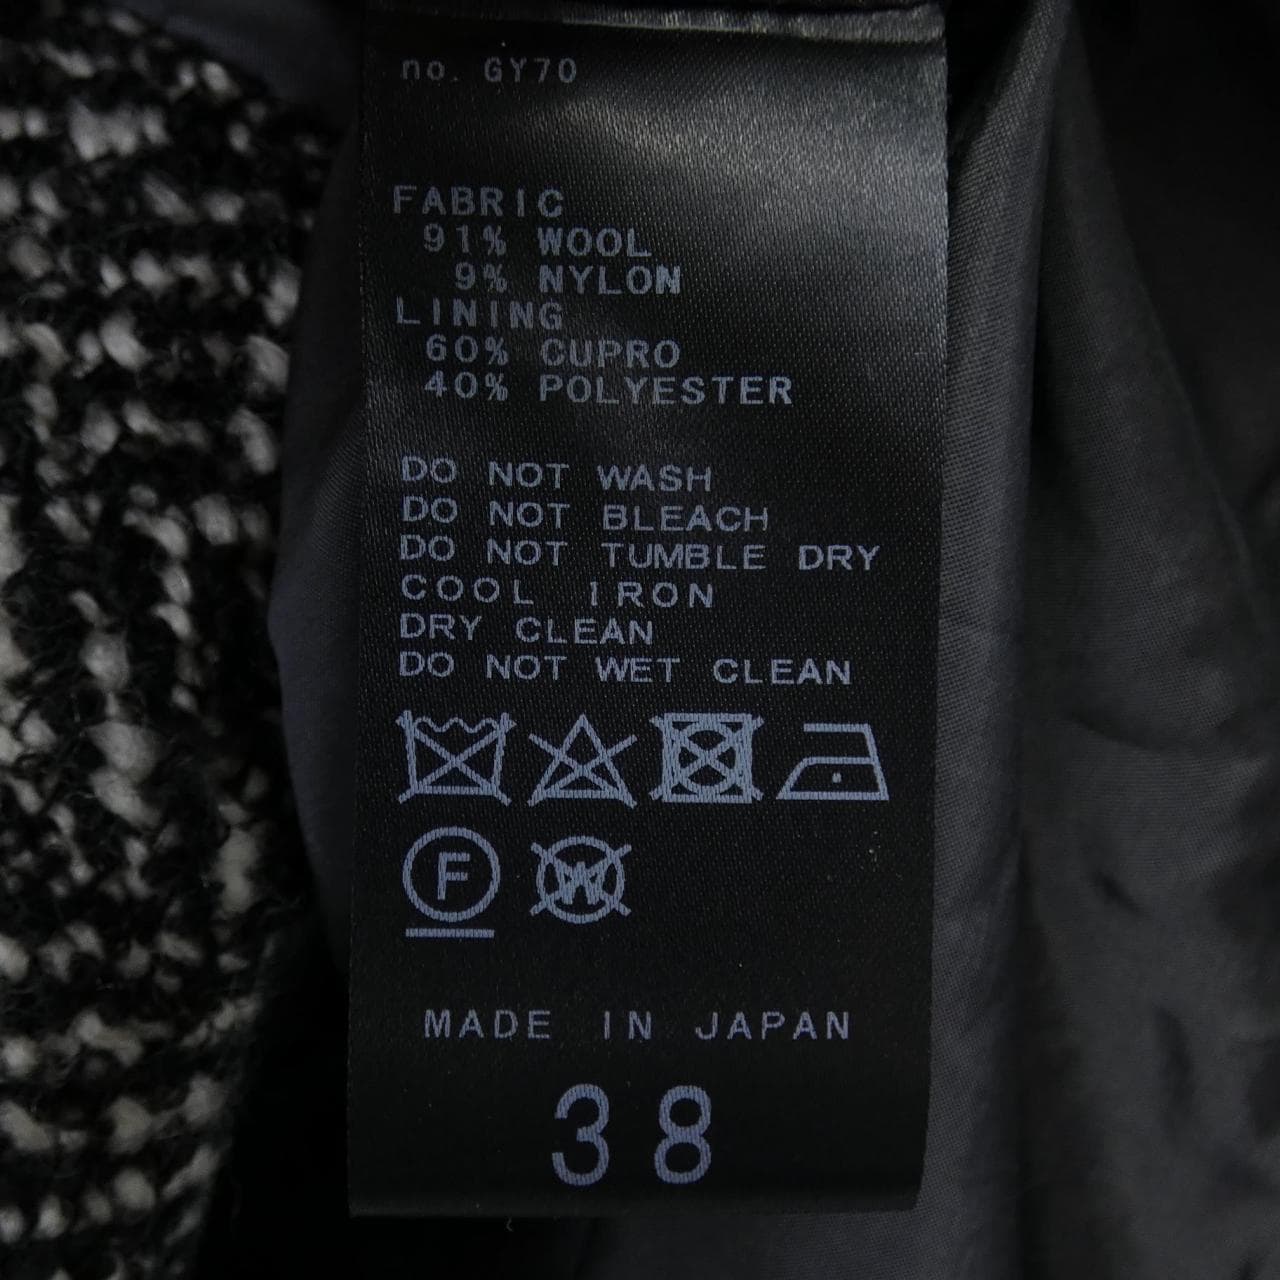 no. GY70
FABRIC
91% WOOL
9% NYLON
LINING
60% CUPRO
40% POLYESTER
DO NOT WASH
DO NOT BLEACH
DO NOT TUMBLE DRY
COOL IRON
DRY CLEAN
DO NOT WET CLEAN
F W
MADE IN JAPAN
38